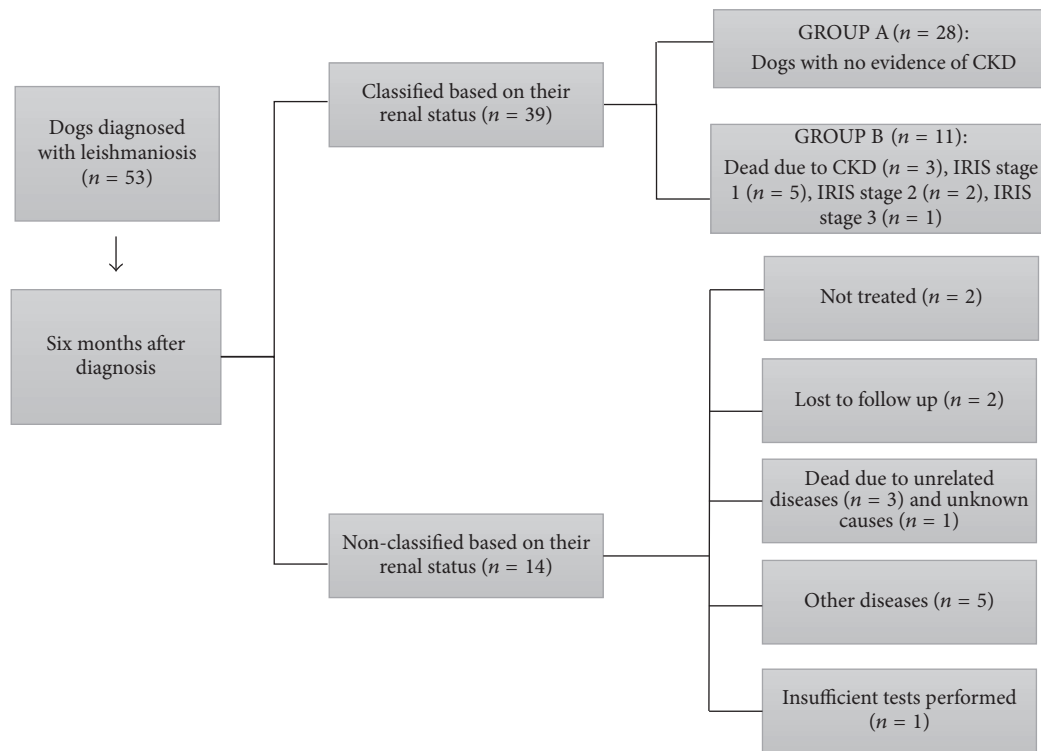 Dogs diagnosed
with leishmaniosis
(n = 53)
Six months after
diagnosis
Classified based on their
renal status (n = 39)
GROUP A (n = 28):
Dogs with no evidence of CKD
GROUP B (n = 11):
Dead due to CKD (n = 3), IRIS stage
1 (n = 5), IRIS stage 2 (n = 2), IRIS
stage 3 (n = 1)
Non-classified based on their
renal status (n = 14)
Not treated (n = 2)
Lost to follow up (n = 2)
Dead due to unrelated
diseases (n = 3) and unknown
causes (n = 1)
Other diseases (n = 5)
Insufficient tests performed
(n = 1)